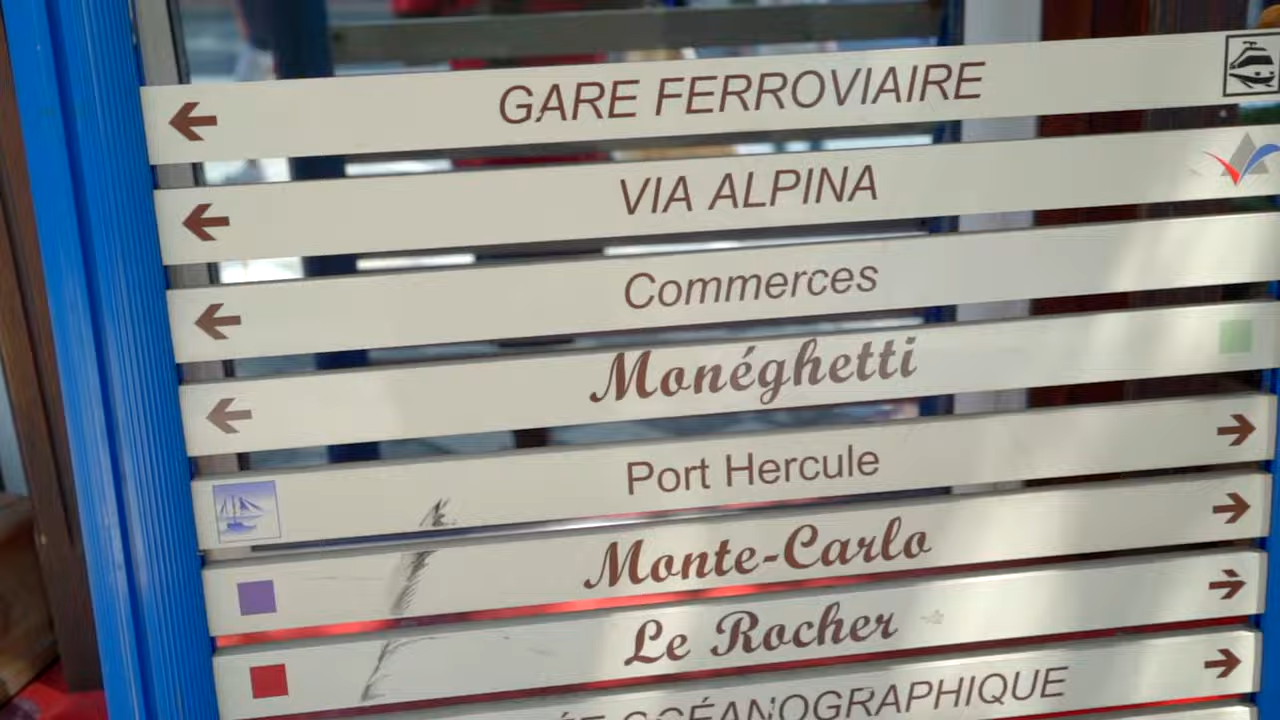 GARE FERROVIAIRE
VIA ALPINA
Commerces
Monéghetti
Port Hercule
Monte-Carlo
Le Rocher
OCÉANOGRAPHIQUE